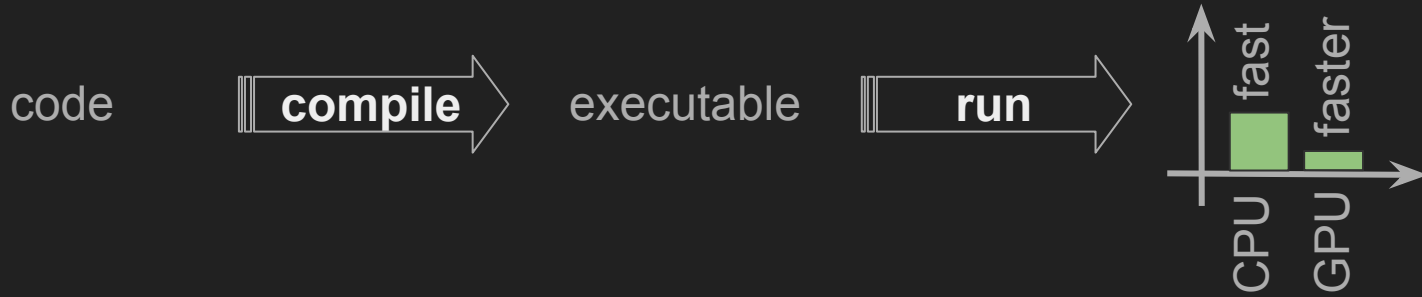 code
compile
executable
run
fast
faster
CPU
GPU